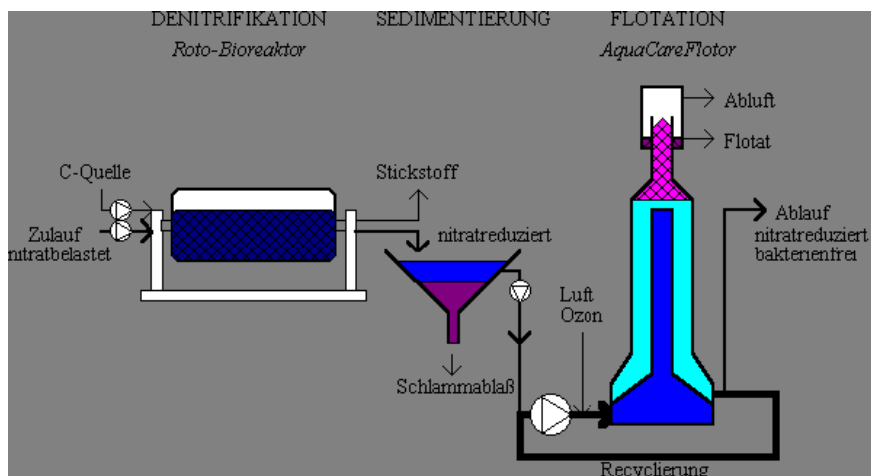 DENITRIFIKATION
Roto-Bioreaktor
SEDIMENTIERUNG
FLOTATION
AquaCareFlotor
Abluft
Flotat
C-Quelle
Stickstoff
Zulauf
nitratbelastet
nitratreduziert
Ablauf
nitratreduziert
bakterienfrei
Luft
Ozon
Schlammablaß
Recyclierung